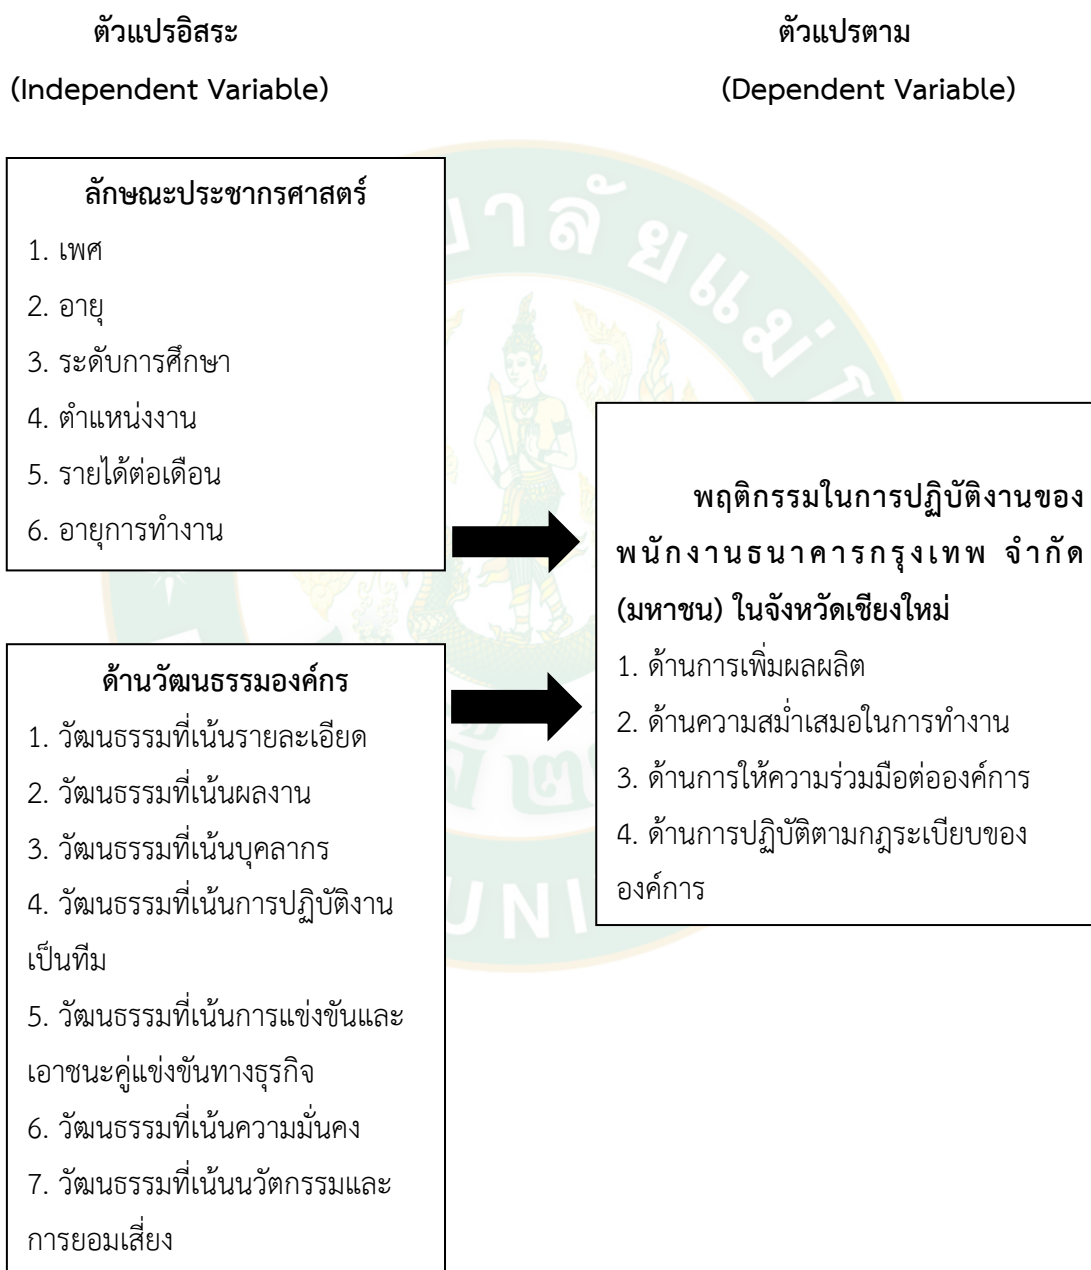 ตัวแปรอิสระ
(Independent Variable)
ตัวแปรตาม
(Dependent Variable)
ลักษณะประชากรศาสตร์
1. เพศ
2. อายุ
3. ระดับการศึกษา
4. ตำแหน่งงาน
5. รายได้ต่อเดือน
6. อายุการทำงาน
ด้านวัฒนธรรมองค์กร
1. วัฒนธรรมที่เน้นรายละเอียด
2. วัฒนธรรมที่เน้นผลงาน
3. วัฒนธรรมที่เน้นบุคลากร
4. วัฒนธรรมที่เน้นการปฏิบัติงาน
เป็นทีม
5. วัฒนธรรมที่เน้นการแข่งขันและ
เอาชนะคู่แข่งขันทางธุรกิจ
6. วัฒนธรรมที่เน้นความมั่นคง
7. วัฒนธรรมที่เน้นนวัตกรรมและ
การยอมเสี่ยง
พฤติกรรมในการปฏิบัติงานของ
พนักงานธนาคารกรุงเทพ จำกัด
(มหาชน) ในจังหวัดเชียงใหม่
1. ด้านการเพิ่มผลผลิต
2. ด้านความสม่ำเสมอในการทำงาน
3. ด้านการให้ความร่วมมือต่อองค์การ
4. ด้านการปฏิบัติตามกฎระเบียบของ
องค์การ